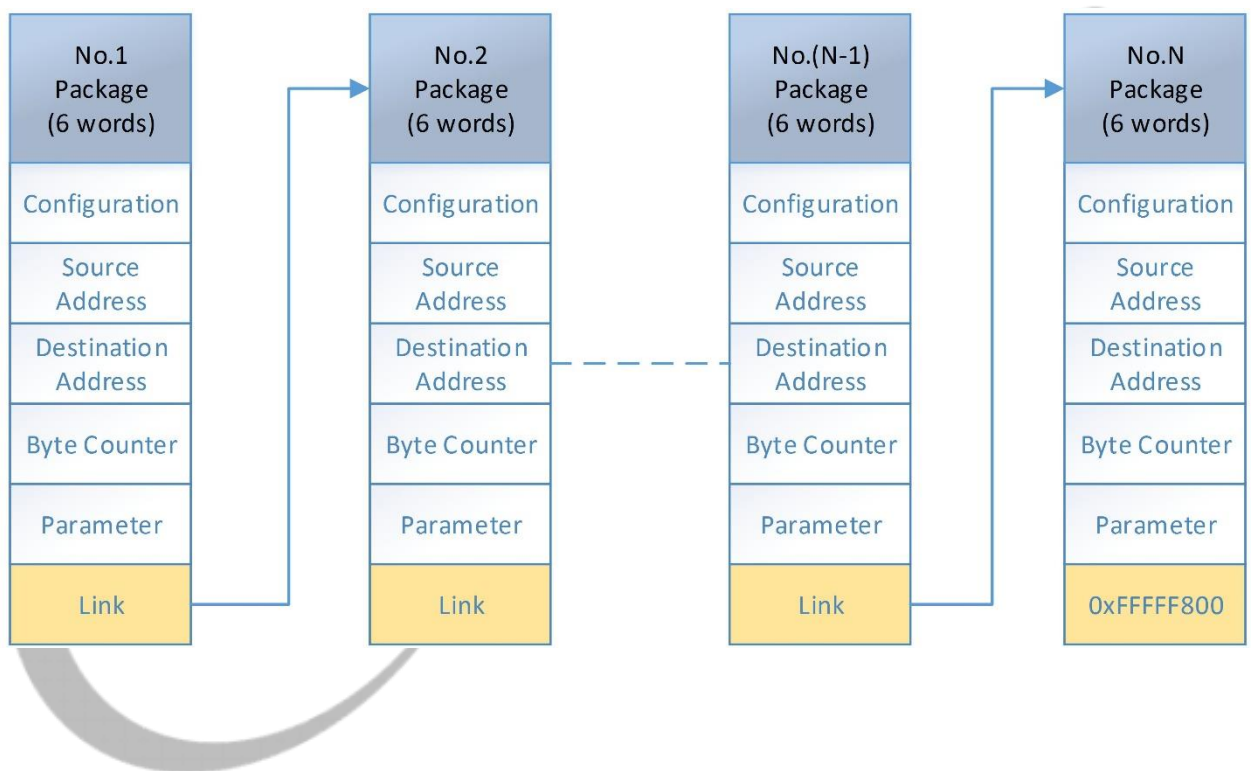 No.1
Package
(6 words)
Configuration
Source
Address
Destination
Address
Byte Counter
Parameter
Link
No.2
Package
(6 words)
Configuration
Source
Address
Destination
Address
Byte Counter
Parameter
Link
No.(N-1)
Package
(6 words)
Configuration
Source
Address
Destination
Address
Byte Counter
Parameter
Link
No.N
Package
(6 words)
Configuration
Source
Address
Destination
Address
Byte Counter
Parameter
0xFFFFF800